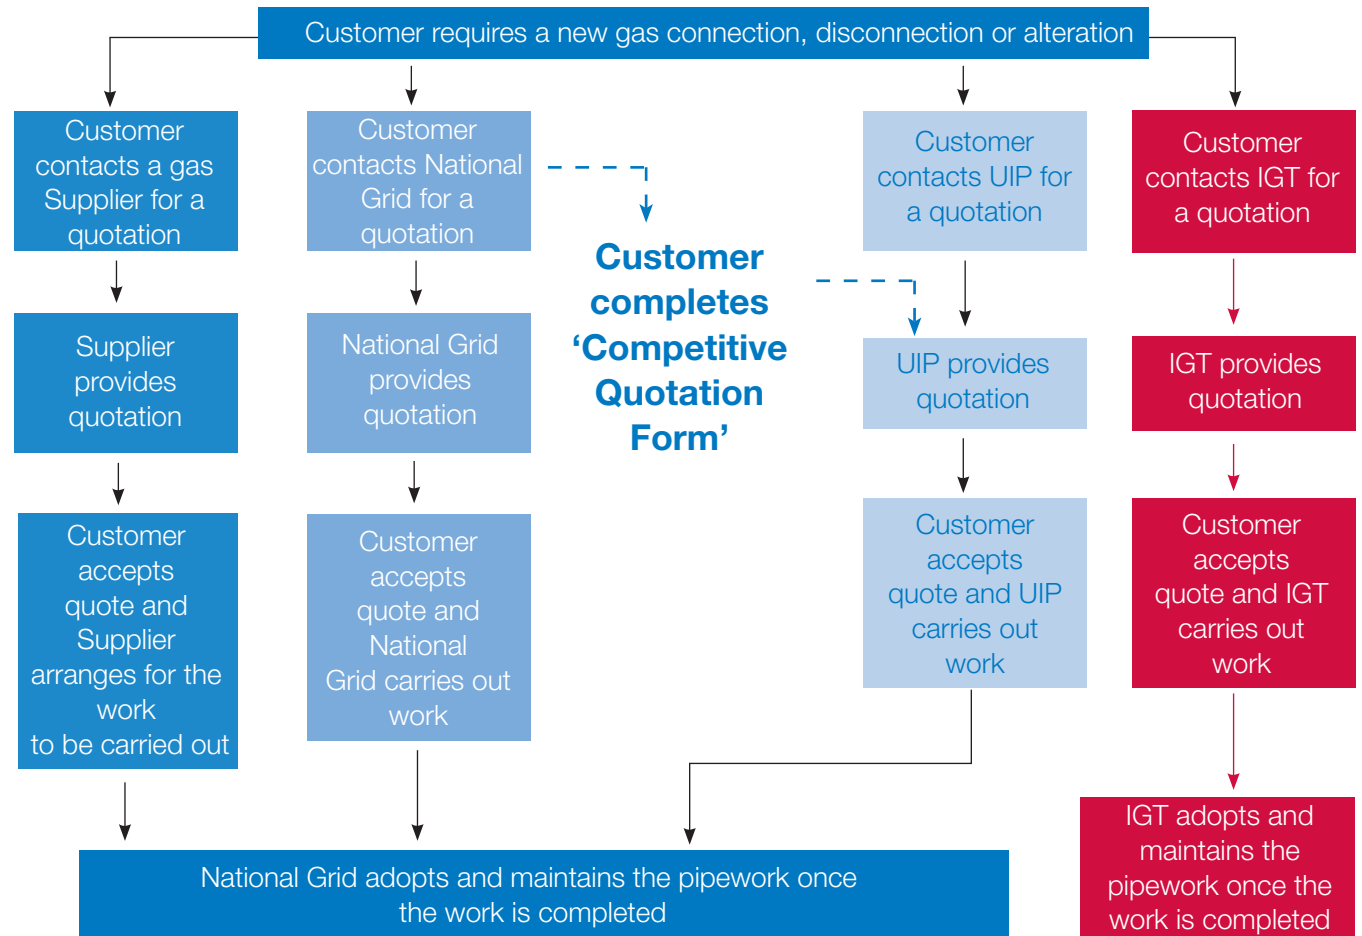 Customer requires a new gas connection, disconnection or alteration
Customer
contacts a gas
Supplier for a
quotation
Customer
contacts National
Grid for a
quotation
Customer
contacts UIP for
a quotation
Customer
contacts IGT for
a quotation
Customer
completes
‘Competitive
Quotation
Form’
Supplier
provides
quotation
National Grid
provides
quotation
UIP provides
quotation
IGT provides
quotation
Customer
accepts
quote and
Supplier
arranges for the
work
to be carried out
Customer
accepts
quote and
National
Grid carries out
work
Customer
accepts
quote and UIP
carries out
work
Customer
accepts
quote and IGT
carries out
work
National Grid adopts and maintains the pipework once
the work is completed
IGT adopts and
maintains the
pipework once the
work is completed